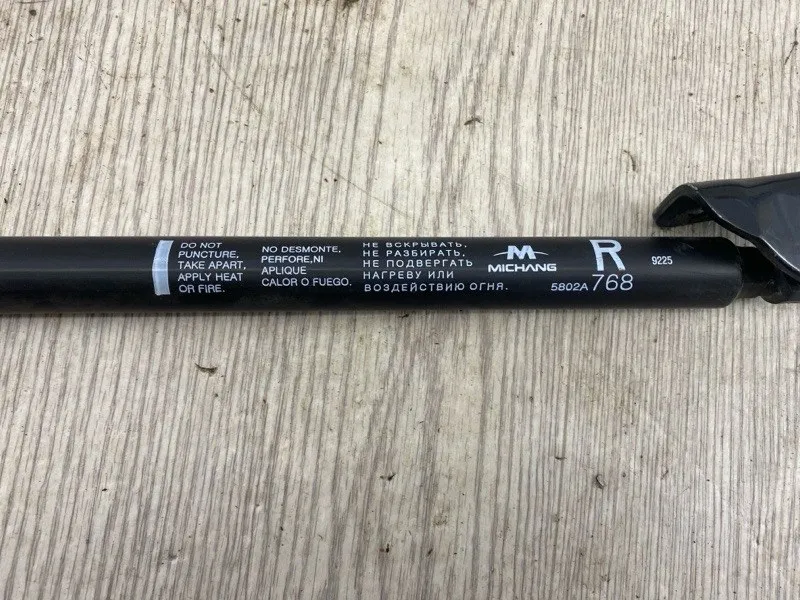 DO NOT
PUNCTURE,
TAKE APART,
APPLY HEAT
OR FIRE.
NO DESMONTE,
PERFORE,NI
APLIQUE
CALOR O FUEGO.
НЕ ВСКРЫВАТЬ,
НЕ РАЗБИРАТЬ,
НЕ ПОДВЕРГАТЬ
НАГРЕВУ ИЛИ
ВОЗДЕЙСТВИЮ ОГНЯ.
M
MICHANG
R
5802A 768
9225